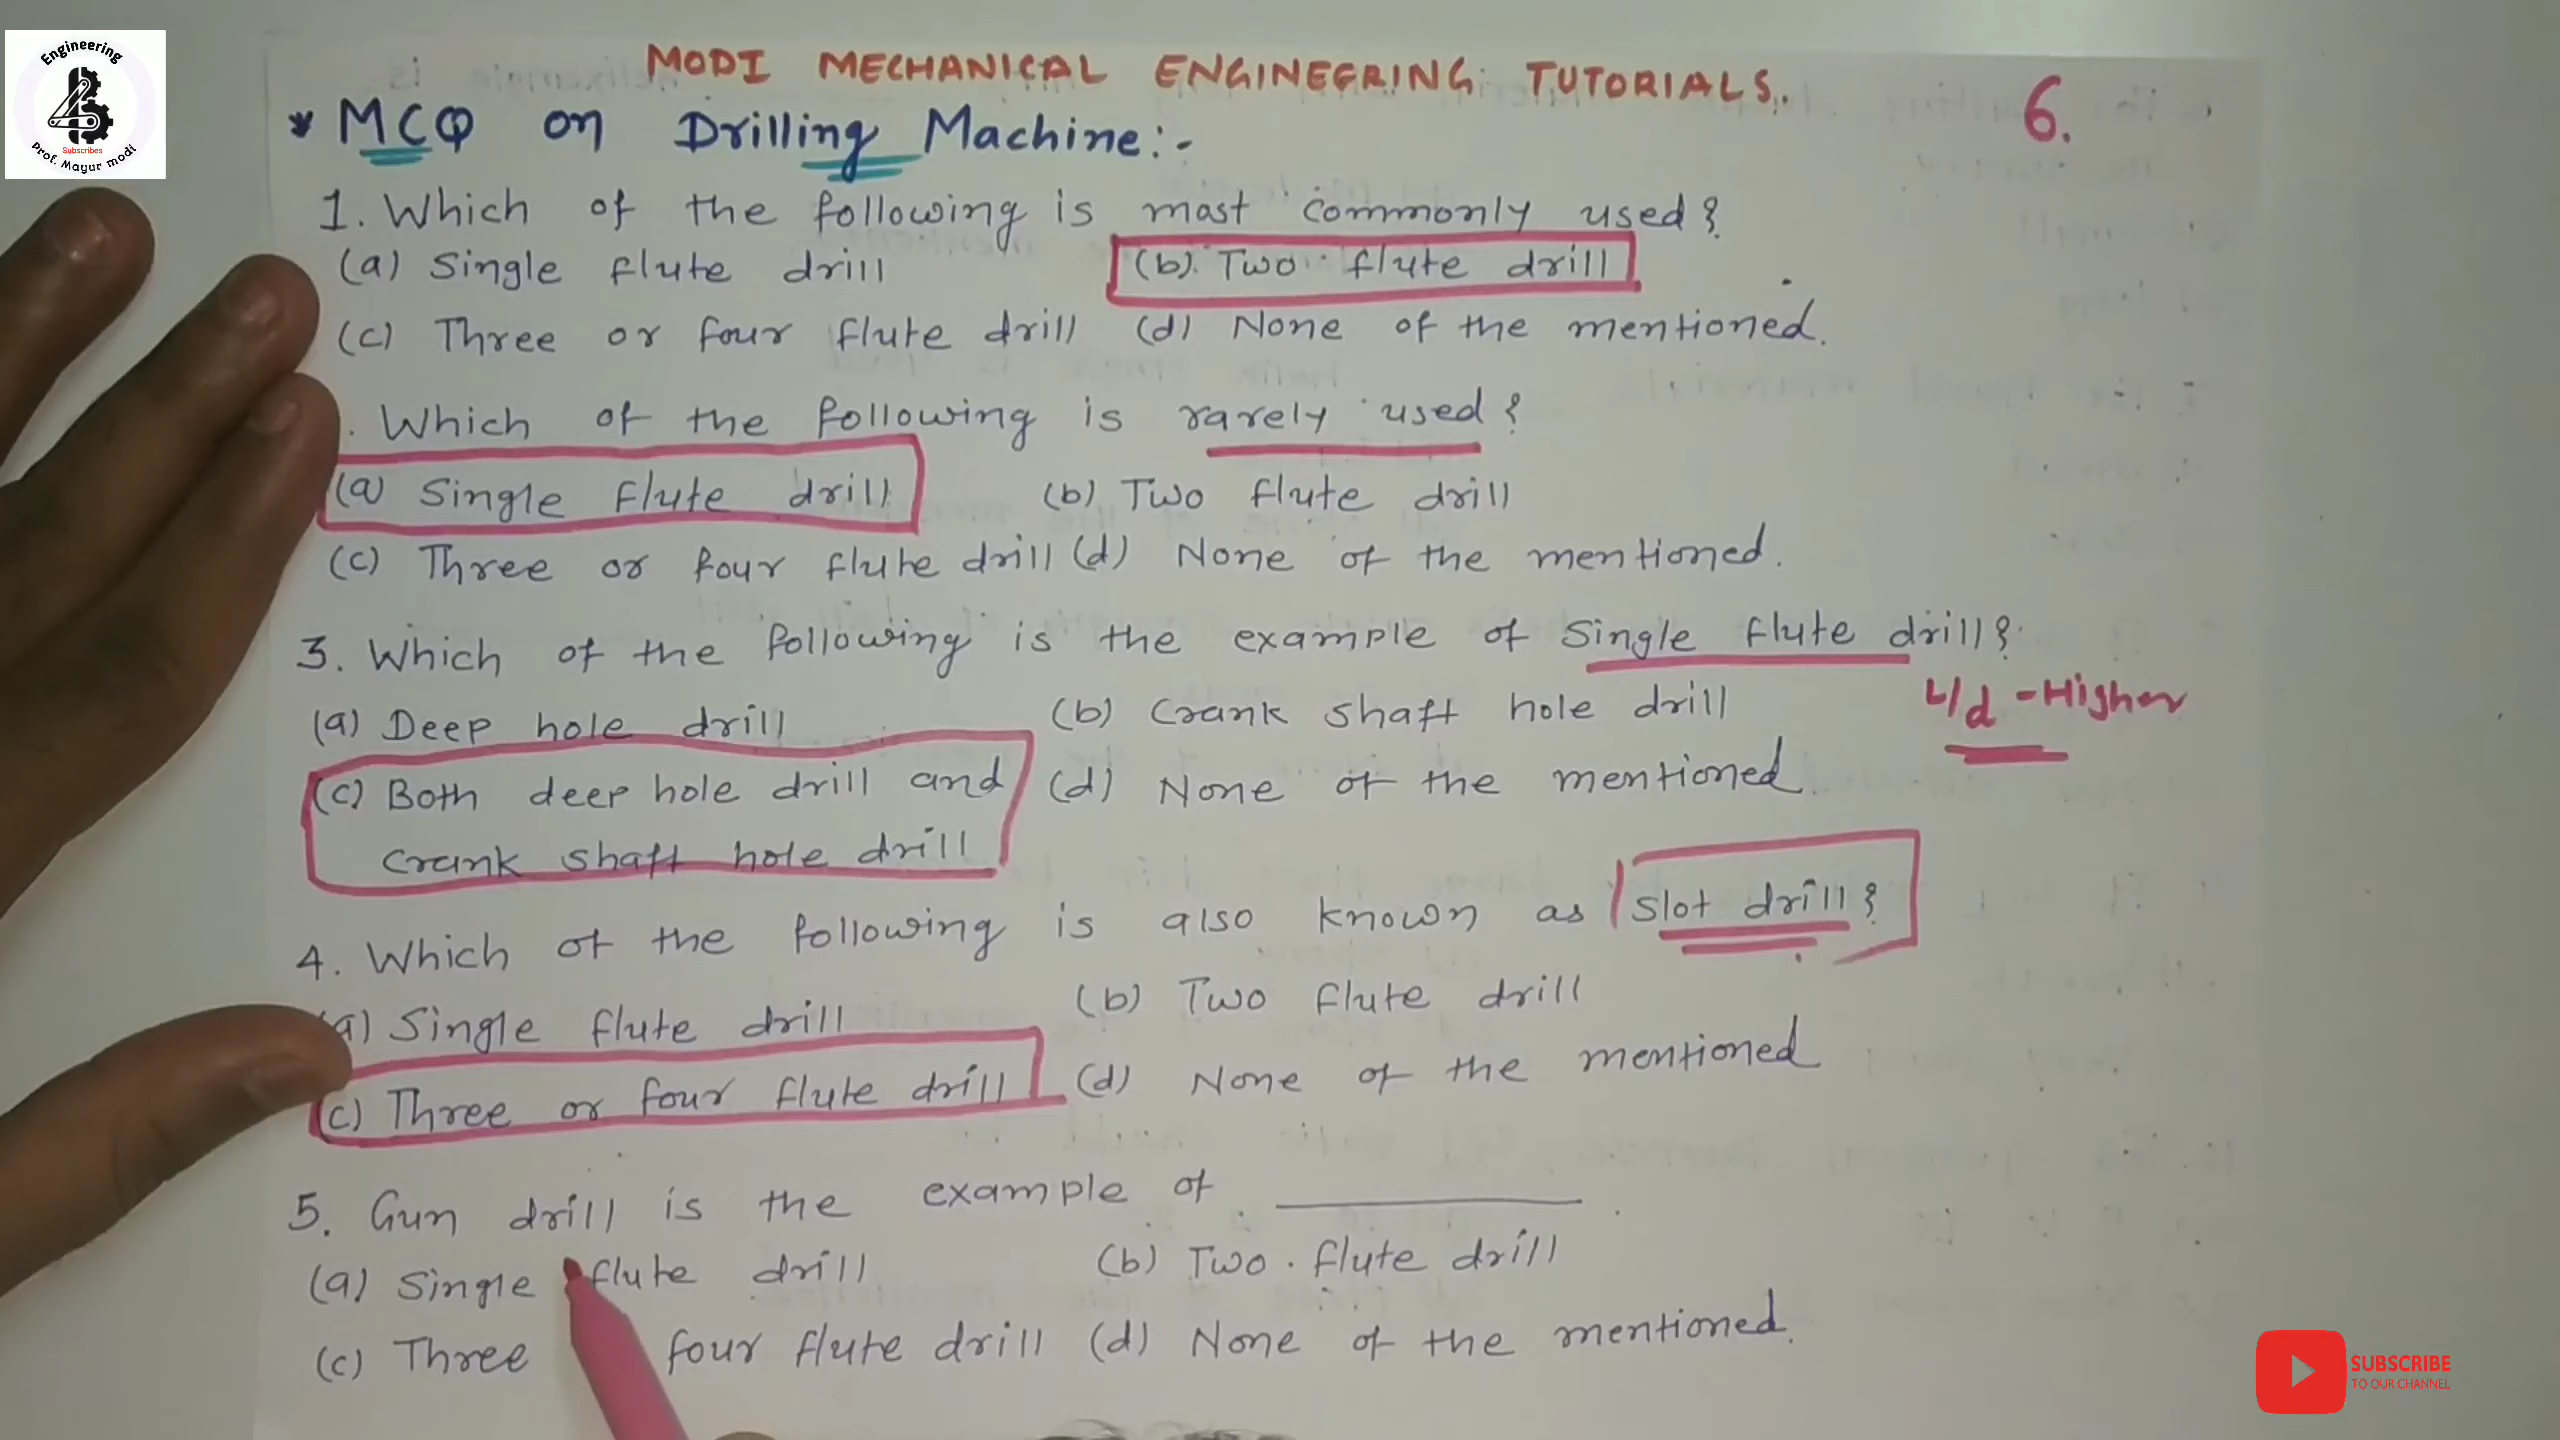 Engineering
Subscribes
Prof. Mayur modi
MODI MECHANICAL ENGINEERING TUTORIALS.
6.
* MCQ on Drilling Machine:-
1. Which of the following is most commonly used?
(a) Single flute drill (b). Two flute drill
(c) Three or four flute drill (d) None of the mentioned.
. Which of the following is rarely used?
(a) Single flute drill (b) Two flute drill
(c) Three or four flute drill (d) None of the mentioned.
3. Which of the following is the example of Single flute drill?
(a) Deep hole drill (b) Crank shaft hole drill
L/d - Higher
(c) Both deep hole drill and (d) None of the mentioned
crank shaft hole drill
4. Which of the following is also known as slot drill?
(a) Single flute drill (b) Two flute drill
(c) Three or four flute drill (d) None of the mentioned
5. Gun drill is the example of __________.
(a) Single flute drill (b) Two flute drill
(c) Three four flute drill (d) None of the mentioned.
SUBSCRIBE
TO OUR CHANNEL